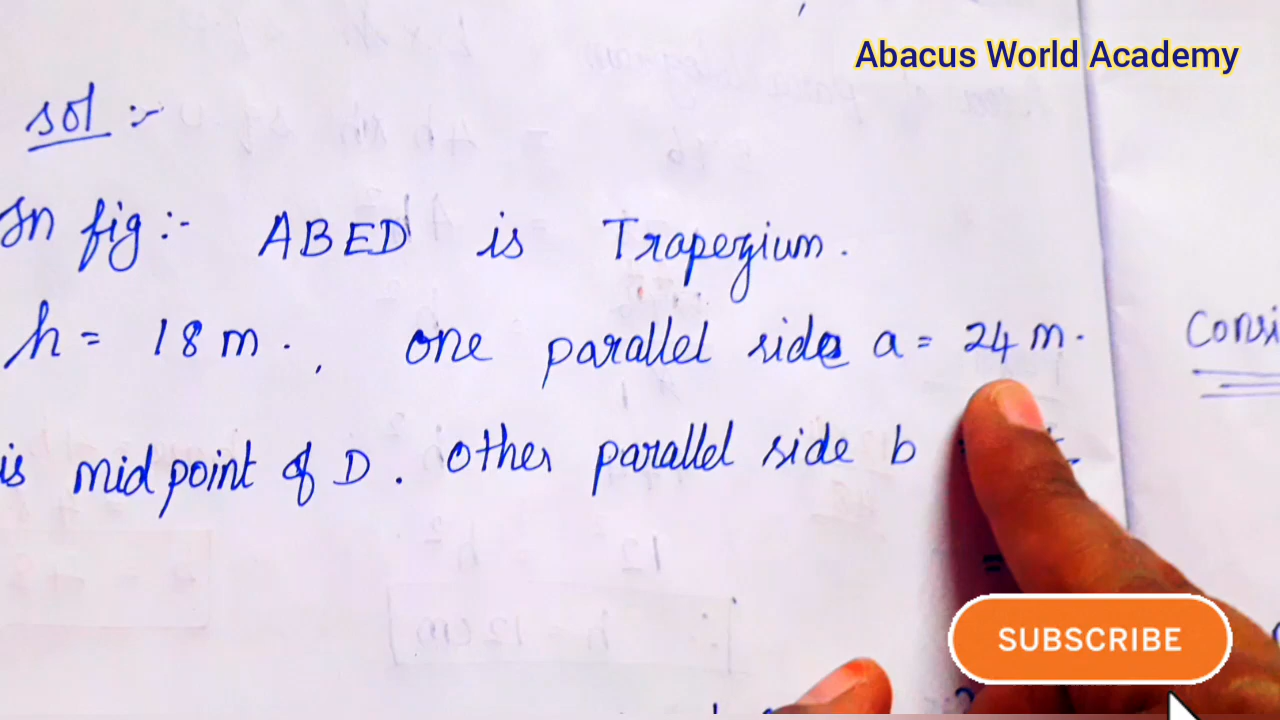 Abacus World Academy
sol :-
In fig :- ABED is Trapezium.
h = 18 m. , one parallel side a = 24 m.
Consi
is midpoint of D. Other parallel side b
=
SUBSCRIBE